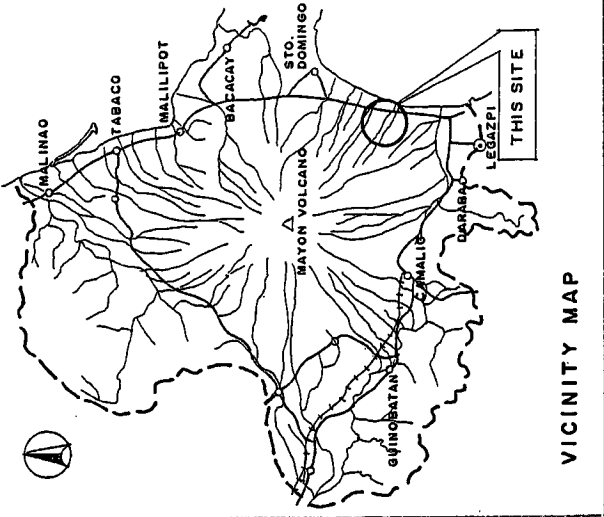 MALINAO
TABACO
MALILIPOT
BACACAY
STO.
DOMINGO
MAYON VOLCANO
CAMALIG
GUINOBATAN
DARAGA
LEGAZPI
THIS SITE
VICINITY MAP